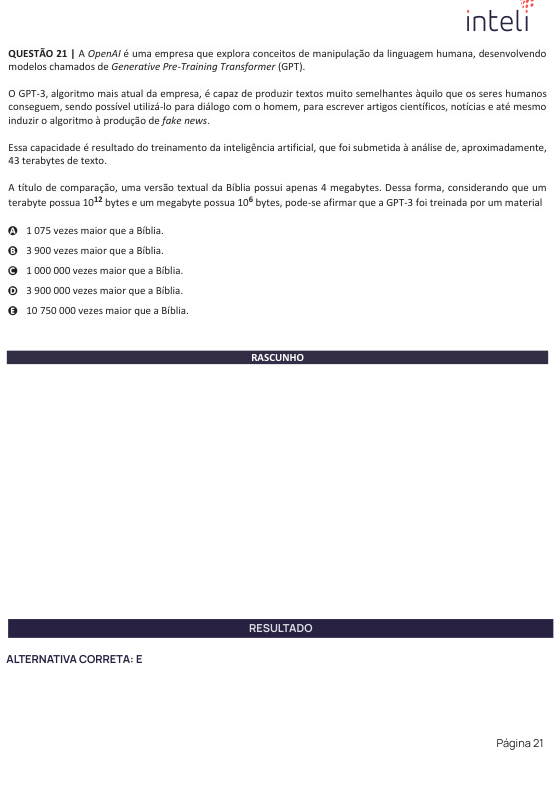 inteli
QUESTÃO 21 | A OpenAI é uma empresa que explora conceitos de manipulação da linguagem humana, desenvolvendo
modelos chamados de Generative Pre-Training Transformer (GPT).
O GPT-3, algoritmo mais atual da empresa, é capaz de produzir textos muito semelhantes àquilo que os seres humanos
conseguem, sendo possível utilizá-lo para diálogo com o homem, para escrever artigos científicos, notícias e até mesmo
induzir o algoritmo à produção de fake news.
Essa capacidade é resultado do treinamento da inteligência artificial, que foi submetida à análise de, aproximadamente,
43 terabytes de texto.
A título de comparação, uma versão textual da Bíblia possui apenas 4 megabytes. Dessa forma, considerando que um
terabyte possua 10¹² bytes e um megabyte possua 10⁶ bytes, pode-se afirmar que a GPT-3 foi treinada por um material
A 1 075 vezes maior que a Bíblia.
B 3 900 vezes maior que a Bíblia.
C 1 000 000 vezes maior que a Bíblia.
D 3 900 000 vezes maior que a Bíblia.
E 10 750 000 vezes maior que a Bíblia.
RASCUNHO
RESULTADO
ALTERNATIVA CORRETA: E
Página 21